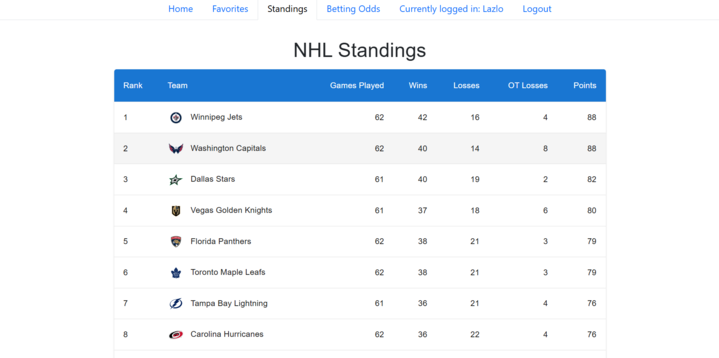 Home Favorites Standings Betting Odds Currently logged in: Lazlo Logout
NHL Standings
Rank Team Games Played Wins Losses OT Losses Points
1 Winnipeg Jets 62 42 16 4 88
2 Washington Capitals 62 40 14 8 88
3 Dallas Stars 61 40 19 2 82
4 Vegas Golden Knights 61 37 18 6 80
5 Florida Panthers 62 38 21 3 79
6 Toronto Maple Leafs 62 38 21 3 79
7 Tampa Bay Lightning 61 36 21 4 76
8 Carolina Hurricanes 62 36 22 4 76